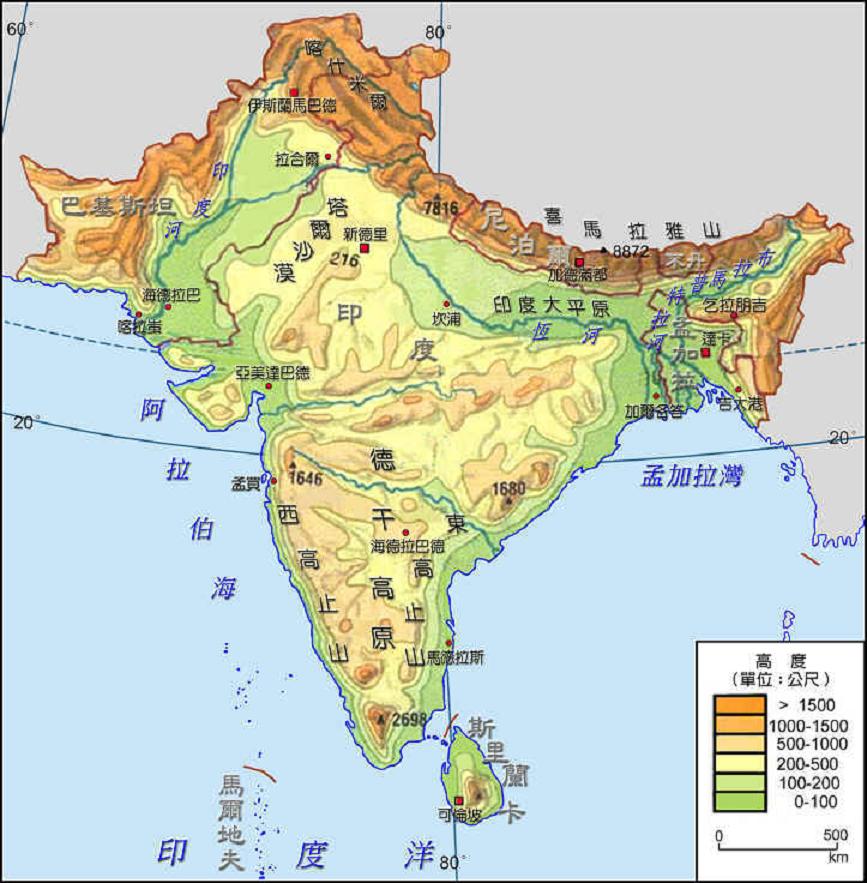 60°
80°
喀什米爾
伊斯蘭馬巴德
拉合爾
印度河
巴基斯坦
塔爾沙漠
新德里
216
7816
尼泊爾
喜馬拉雅山
8872
加德滿都
不丹
布拉馬普特拉河
海德拉巴
喀拉蚩
坎浦
印度大平原
恆河
乞拉朋吉
孟加拉
達卡
印度
亞美達巴德
加爾各答
吉大港
20°
20°
阿拉伯海
孟加拉灣
孟買
1646
德干高原
1680
西高止山
東高止山
海德拉巴德
馬德拉斯
2698
斯里蘭卡
可倫坡
馬爾地夫
印度洋
80°
高度
(單位：公尺)
> 1500
1000-1500
500-1000
200-500
100-200
0-100
0 500
km